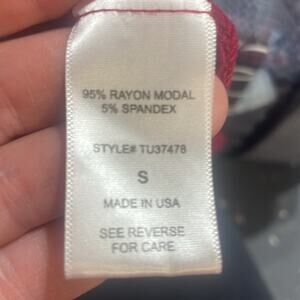 95% RAYON MODAL
5% SPANDEX
STYLE# TU37478
S
MADE IN USA
SEE REVERSE
FOR CARE